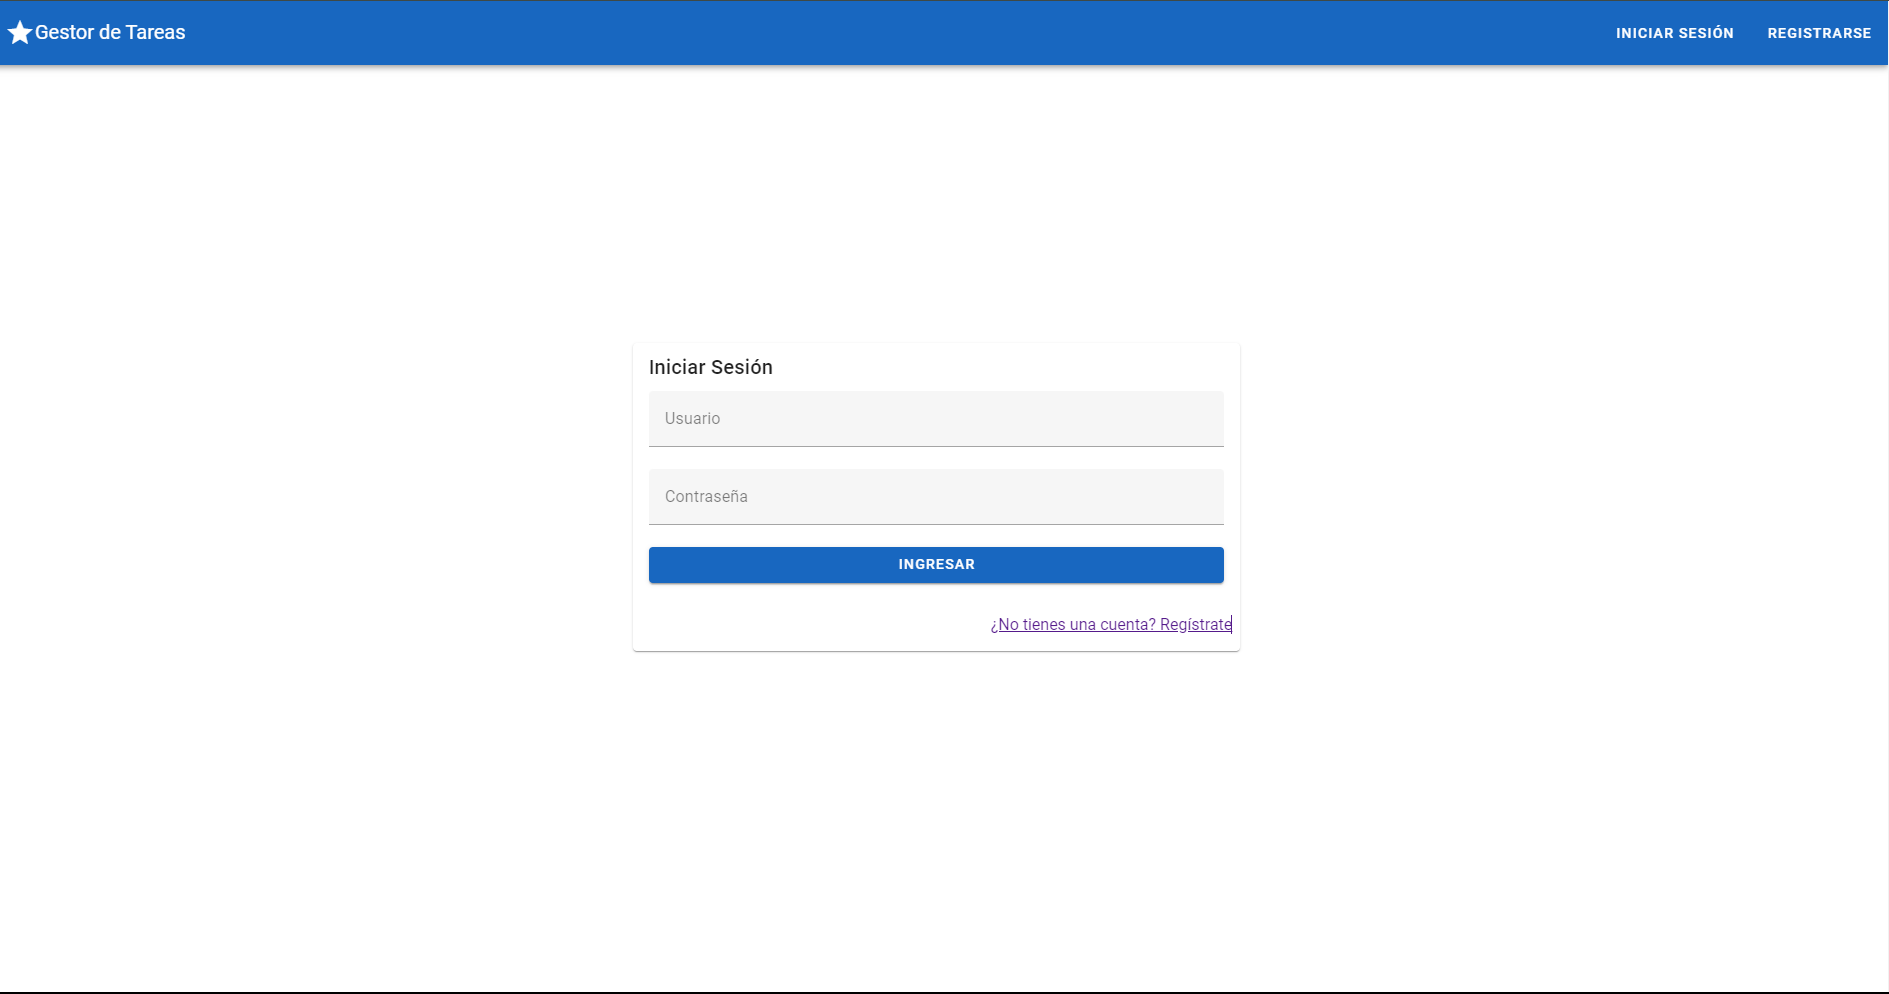 Gestor de Tareas
INICIAR SESIÓN
REGISTRARSE
Iniciar Sesión
Usuario
Contraseña
INGRESAR
¿No tienes una cuenta? Regístrate